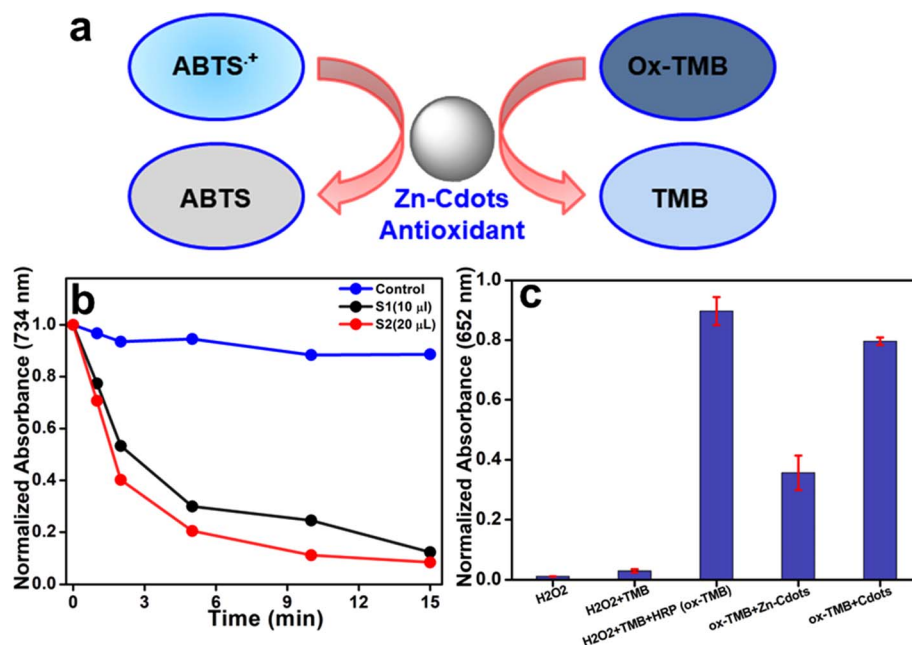 a
ABTS·+
Ox-TMB
ABTS
TMB
Zn-Cdots
Antioxidant
b
Normalized Absorbance (734 nm)
1.0
0.8
0.6
0.4
0.2
0.0
Control
S1(10 μl)
S2(20 μL)
0
3
6
9
12
15
Time (min)
c
Normalized Absorbance (652 nm)
1.0
0.8
0.6
0.4
0.2
0.0
H2O2
H2O2+TMB
H2O2+TMB+HRP (ox-TMB)
ox-TMB+Zn-Cdots
ox-TMB+Cdots